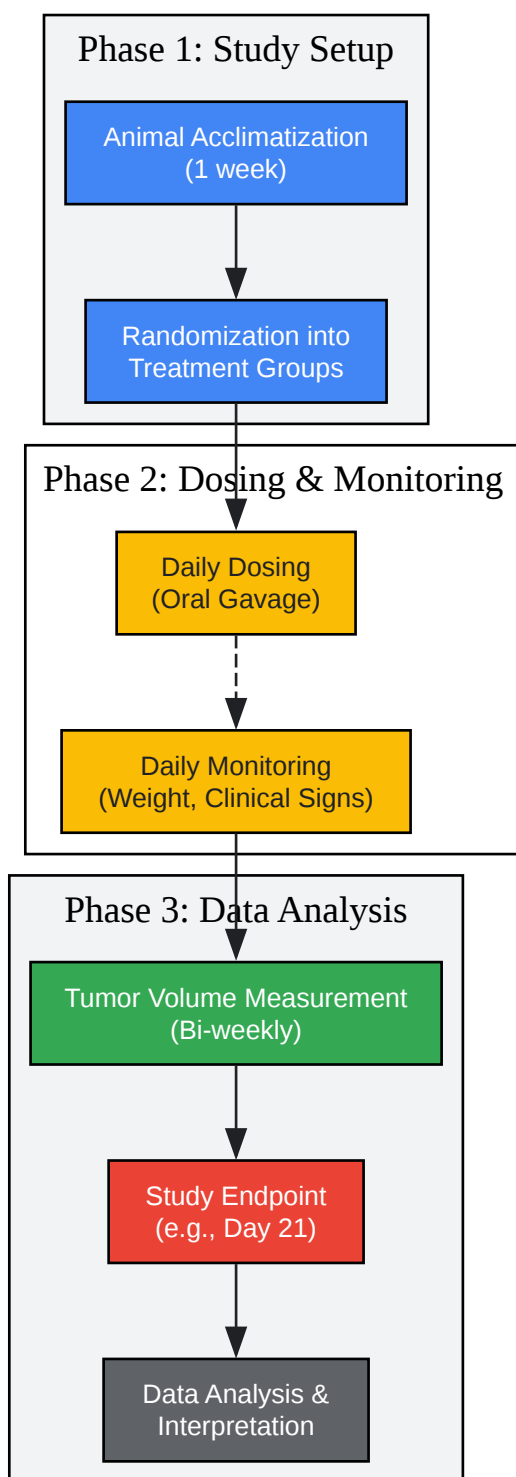 Phase 1: Study Setup
Animal Acclimatization
(1 week)
Randomization into
Treatment Groups
Phase 2: Dosing & Monitoring
Daily Dosing
(Oral Gavage)
Daily Monitoring
(Weight, Clinical Signs)
Phase 3: Data Analysis
Tumor Volume Measurement
(Bi-weekly)
Study Endpoint
(e.g., Day 21)
Data Analysis &
Interpretation